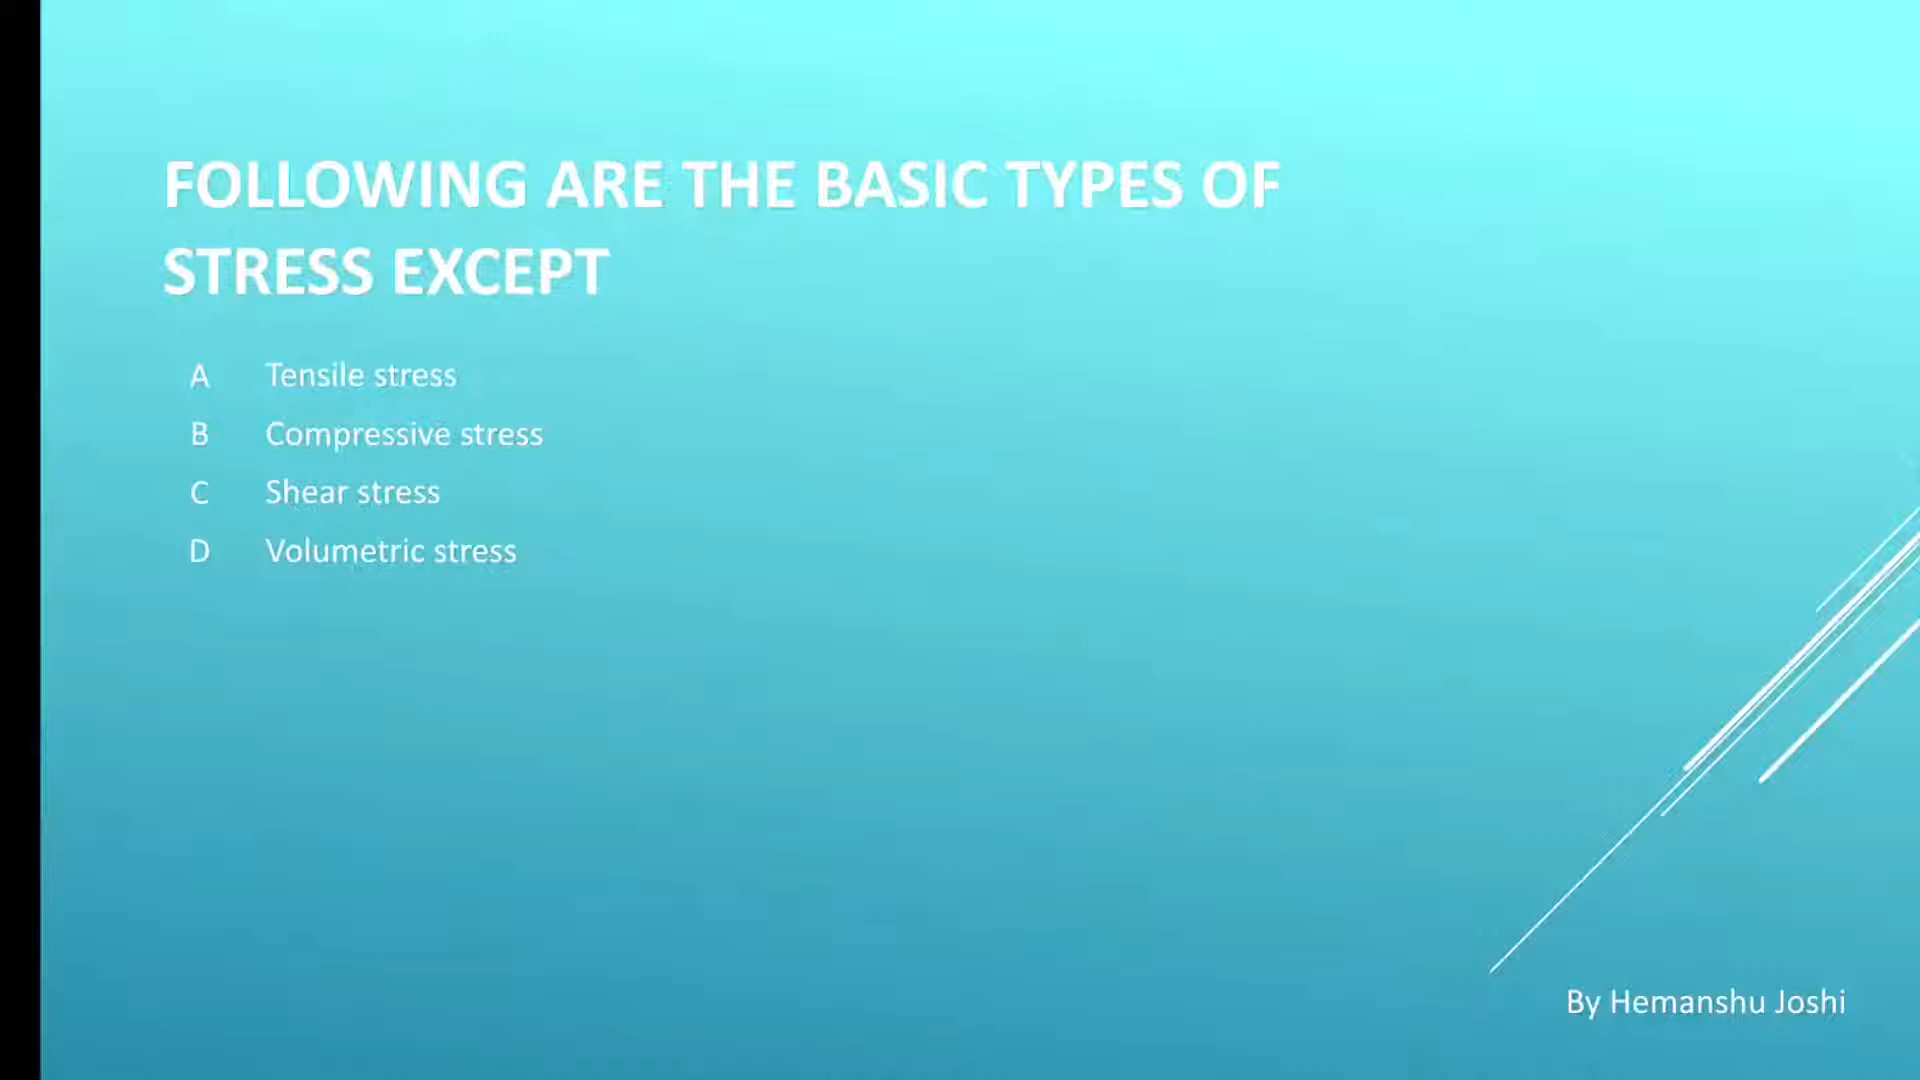 FOLLOWING ARE THE BASIC TYPES OF
STRESS EXCEPT
A Tensile stress
B Compressive stress
C Shear stress
D Volumetric stress
By Hemanshu Joshi